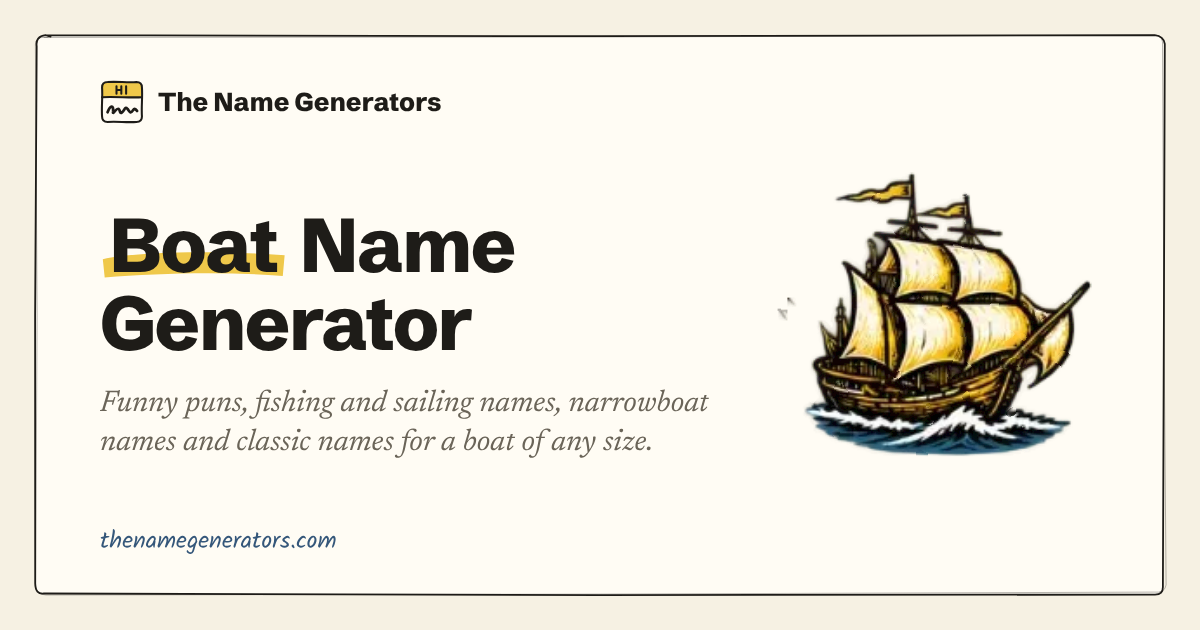 HI
The Name Generators
Boat Name
Generator
Funny puns, fishing and sailing names, narrowboat
names and classic names for a boat of any size.
thenamegenerators.com